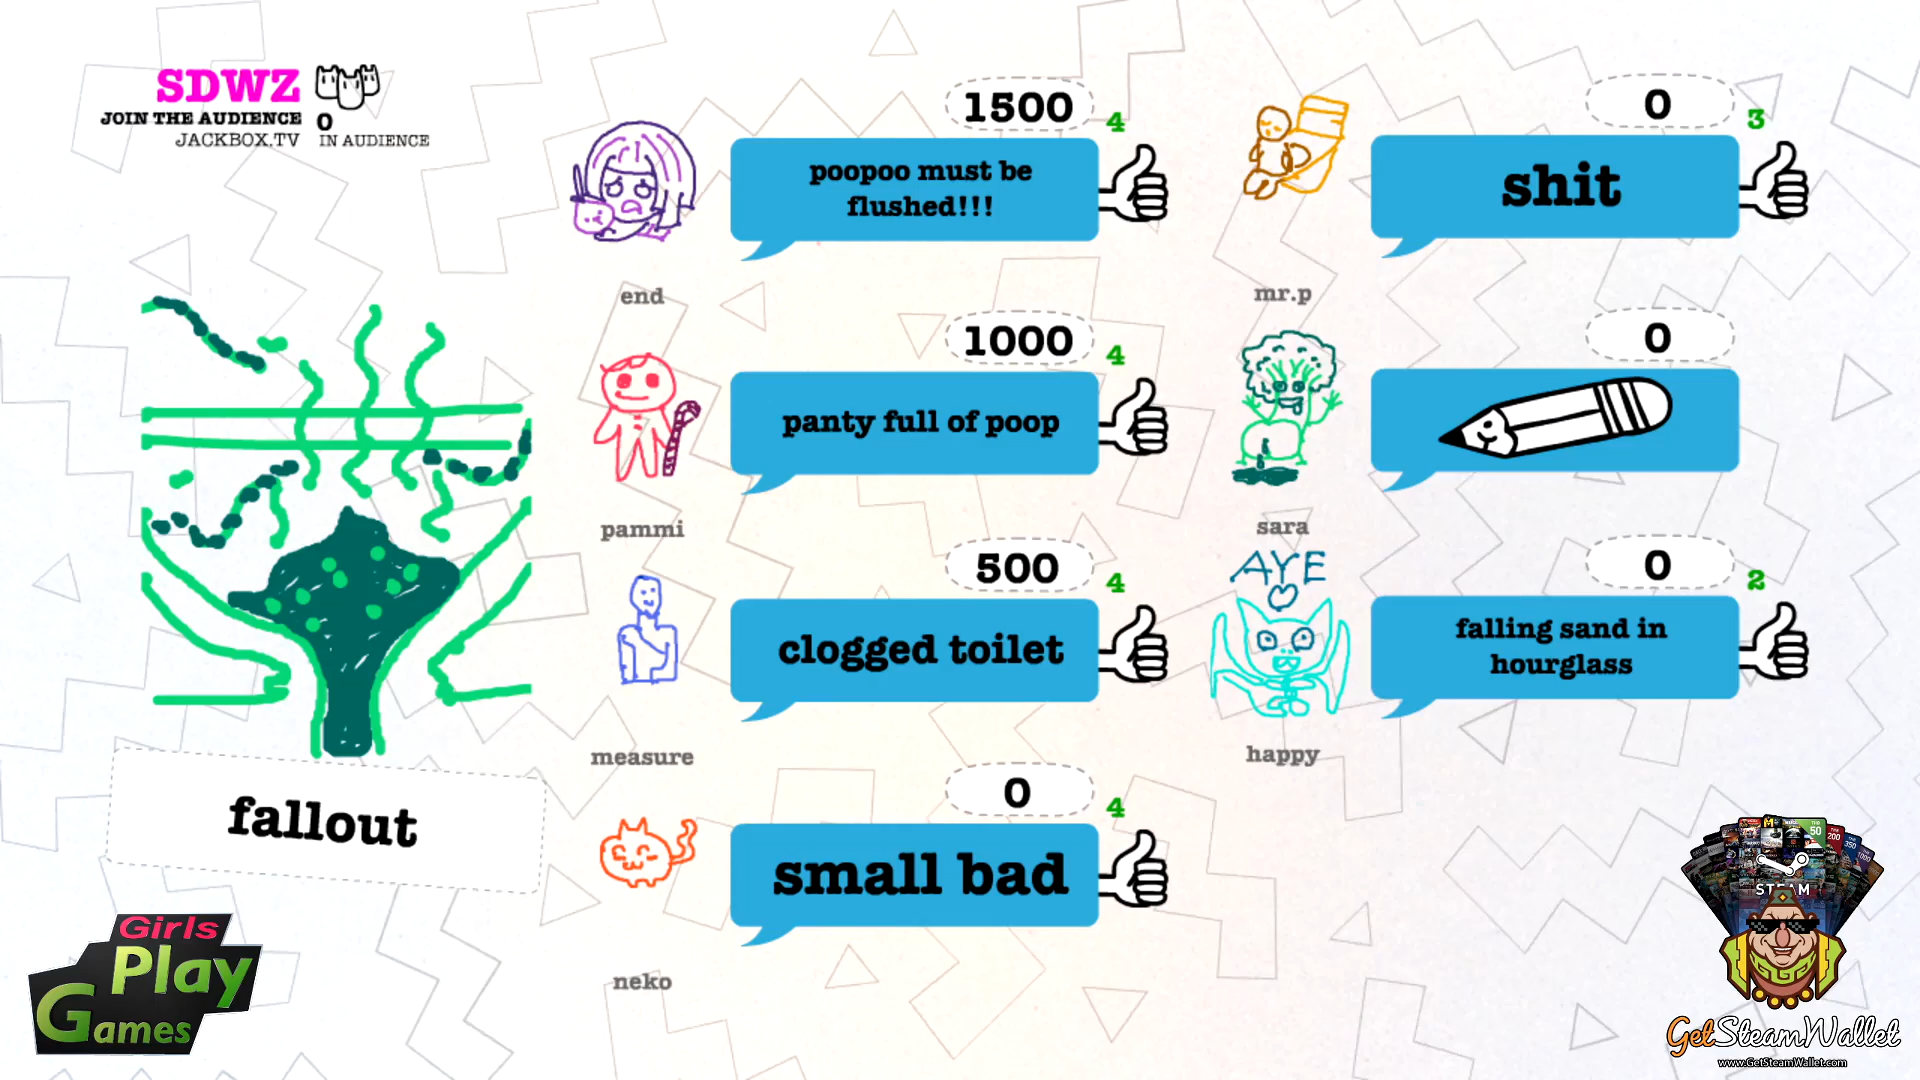 SDWZ
JOIN THE AUDIENCE
JACKBOX.TV
0
IN AUDIENCE
fallout
1500
4
poopoo must be
flushed!!!
end
1000
4
panty full of poop
pammi
500
4
clogged toilet
measure
0
4
small bad
neko
0
3
shit
mr.p
0
sara
AYE
0
2
falling sand in
hourglass
happy
Girls
Play
Games
STEAM
GetSteamWallet
www.GetSteamWallet.com